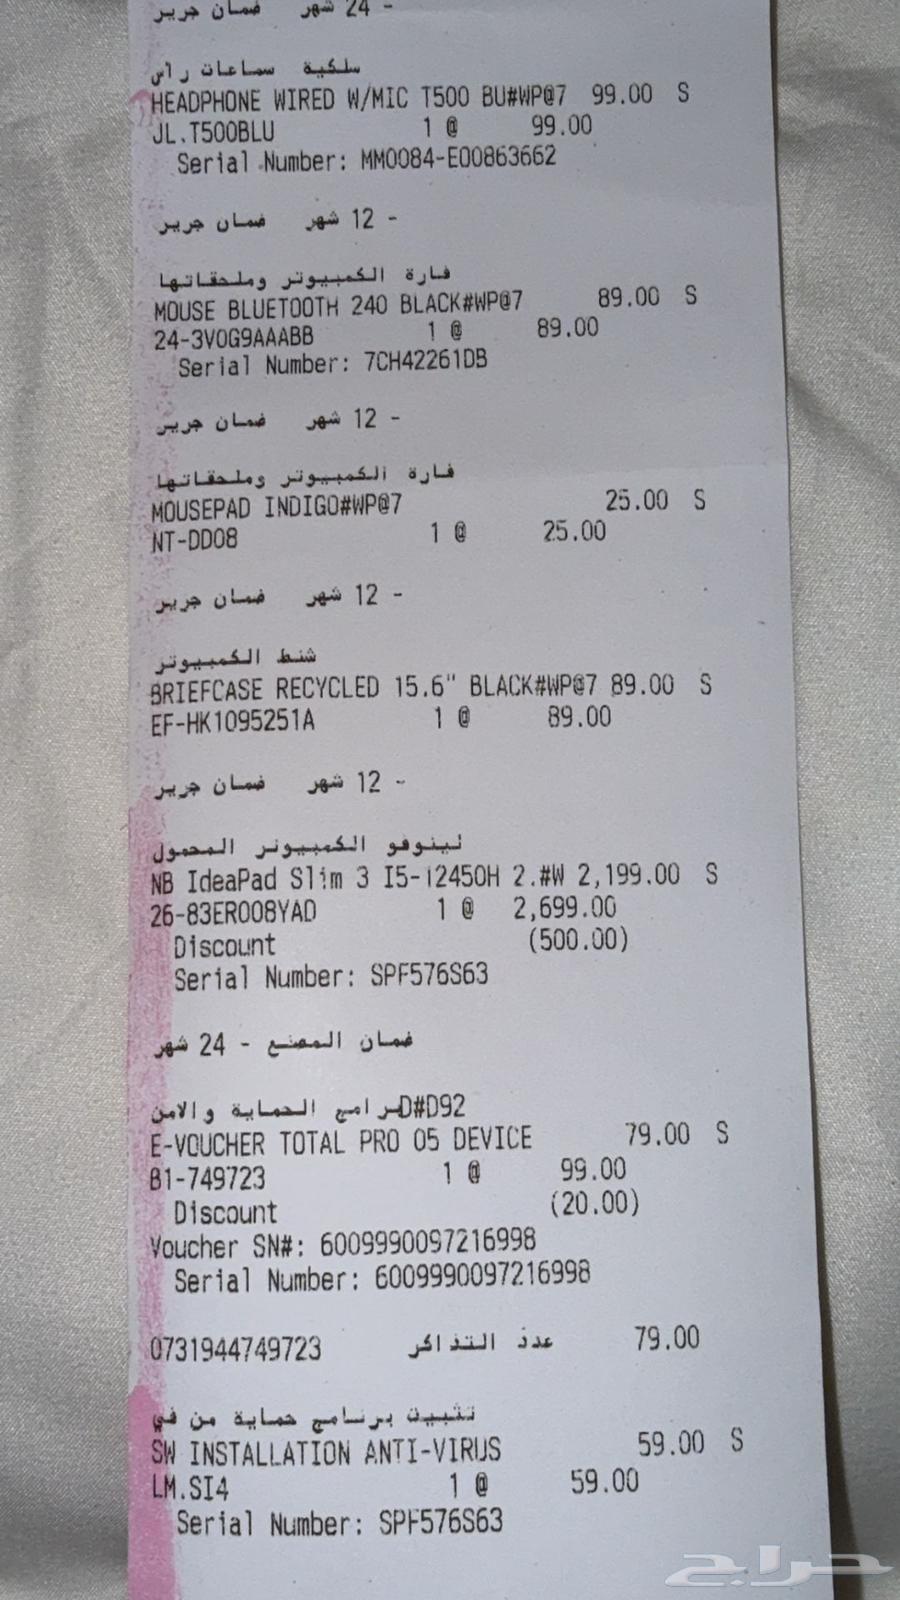 ضمان جرير 24 شهر -
سلكية سماعات راس
HEADPHONE WIRED W/MIC T500 BU#WP@7 99.00 S
JL.T500BLU 1 @ 99.00
Serial Number: MM0084-E00863662
ضمان جرير 12 شهر -
فارة الكمبيوتر وملحقاتها
MOUSE BLUETOOTH 240 BLACK#WP@7 89.00 S
24-3V0G9AAABB 1 @ 89.00
Serial Number: 7CH42261DB
ضمان جرير 12 شهر -
فارة الكمبيوتر وملحقاتها
MOUSEPAD INDIGO#WP@7 25.00 S
NT-DD08 1 @ 25.00
ضمان جرير 12 شهر -
شنط الكمبيوتر
BRIEFCASE RECYCLED 15.6" BLACK#WP@7 89.00 S
EF-HK1095251A 1 @ 89.00
ضمان جرير 12 شهر -
لينوفو الكمبيوتر المحمول
NB IdeaPad Slim 3 I5-12450H 2.#W 2,199.00 S
26-83ER008YAD 1 @ 2,699.00
Discount (500.00)
Serial Number: SPF576S63
ضمان المصنع - 24 شهر
برامج الحماية والامن D#D92
E-VOUCHER TOTAL PRO 05 DEVICE 79.00 S
B1-749723 1 @ 99.00
Discount (20.00)
Voucher SN#: 6009990097216998
Serial Number: 6009990097216998
0731944749723 عدد التذاكر 79.00
تثبيت برنامج حماية من في
SW INSTALLATION ANTI-VIRUS 59.00 S
LM.SI4 1 @ 59.00
Serial Number: SPF576S63
حراج